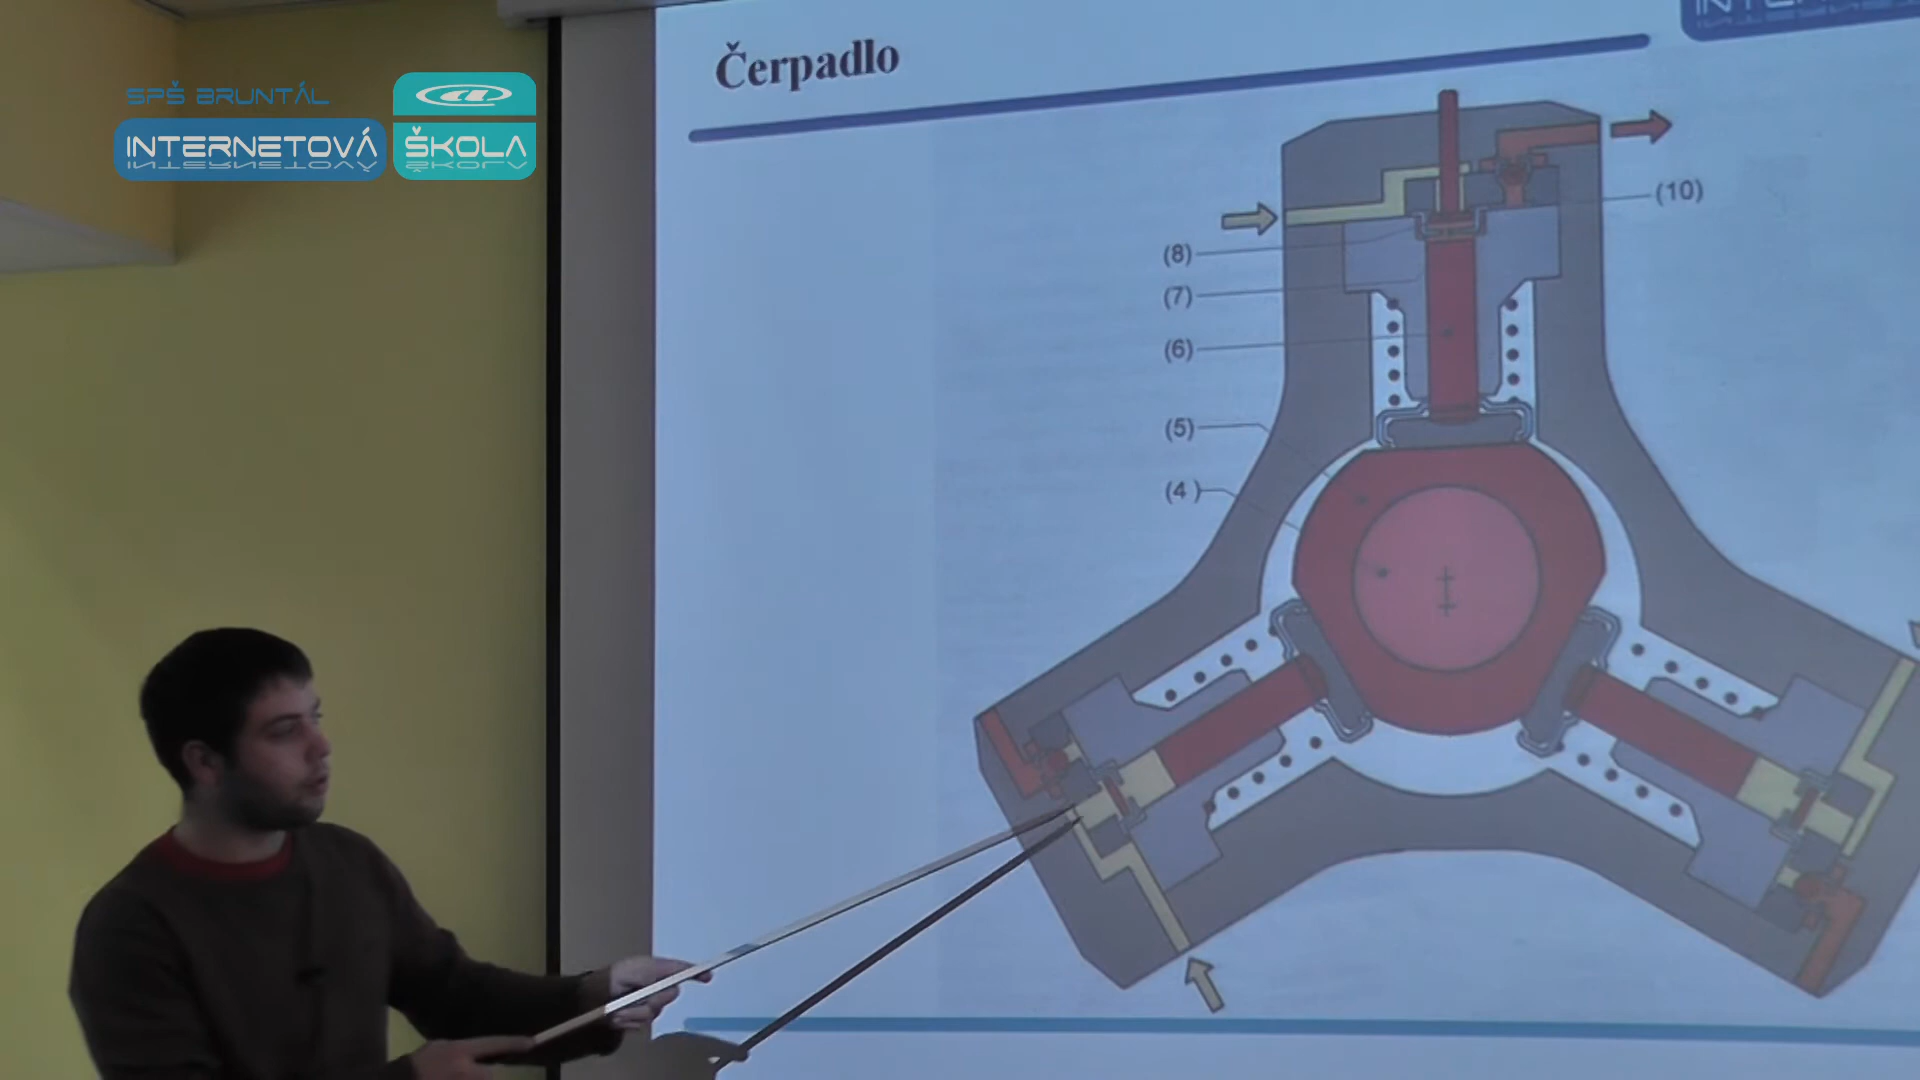 SPŠ BRUNTÁL
INTERNETOVÁ ŠKOLA
Čerpadlo
(10)
(8)
(7)
(6)
(5)
(4)